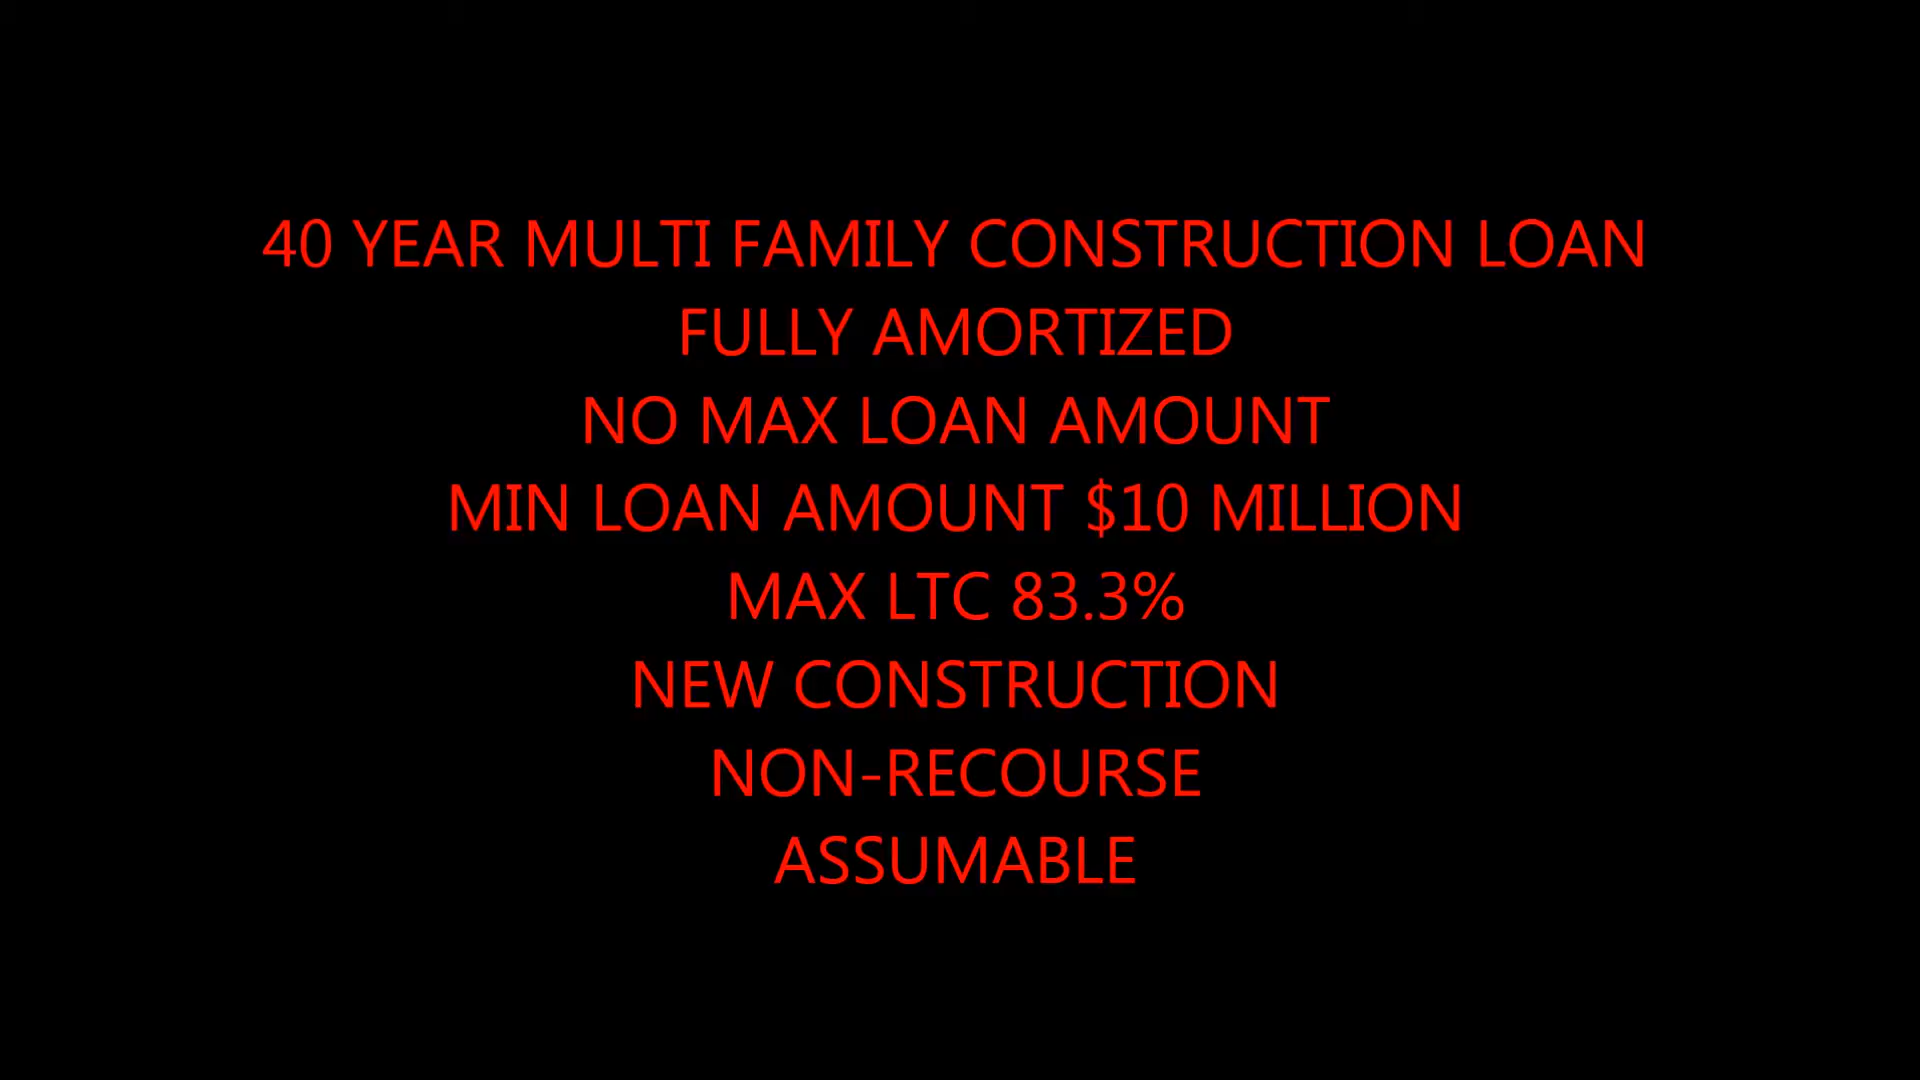 40 YEAR MULTI FAMILY CONSTRUCTION LOAN
FULLY AMORTIZED
NO MAX LOAN AMOUNT
MIN LOAN AMOUNT $10 MILLION
MAX LTC 83.3%
NEW CONSTRUCTION
NON-RECOURSE
ASSUMABLE